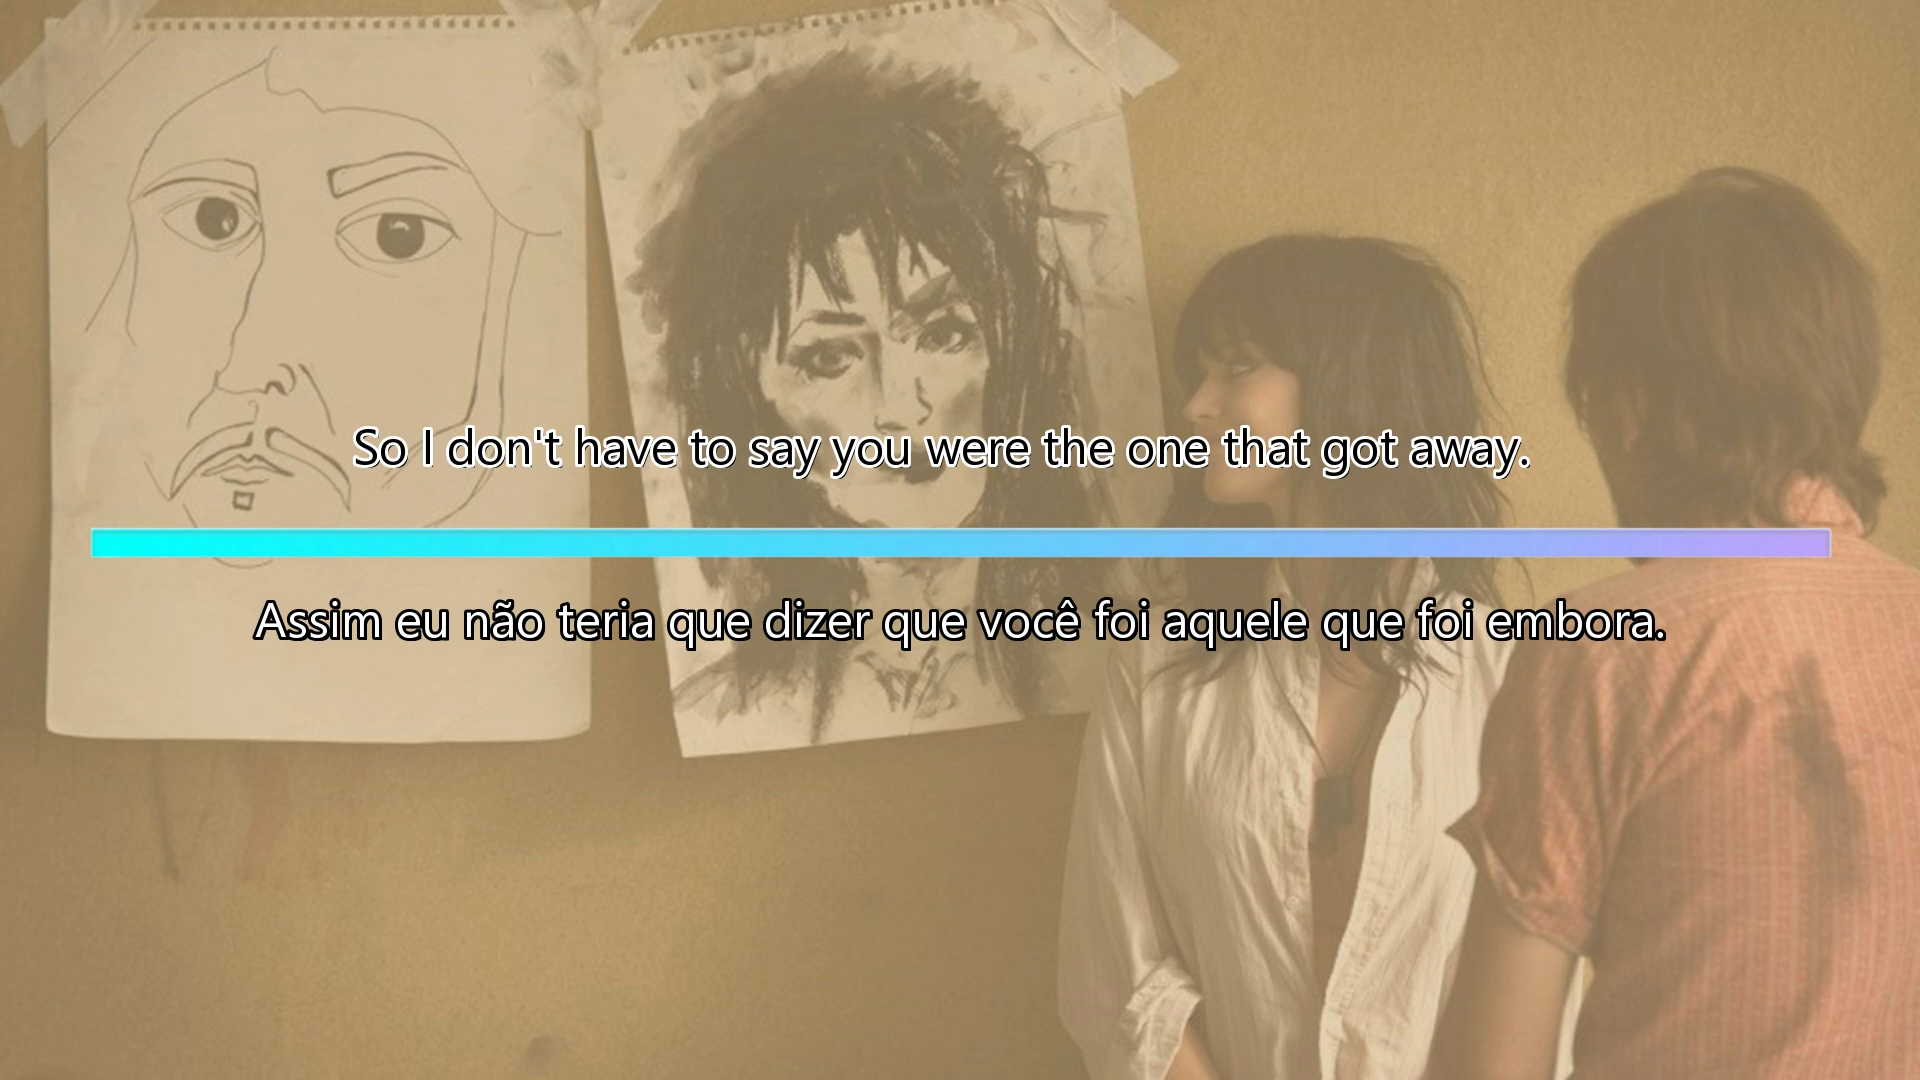 So I don't have to say you were the one that got away.
Assim eu não teria que dizer que você foi aquele que foi embora.